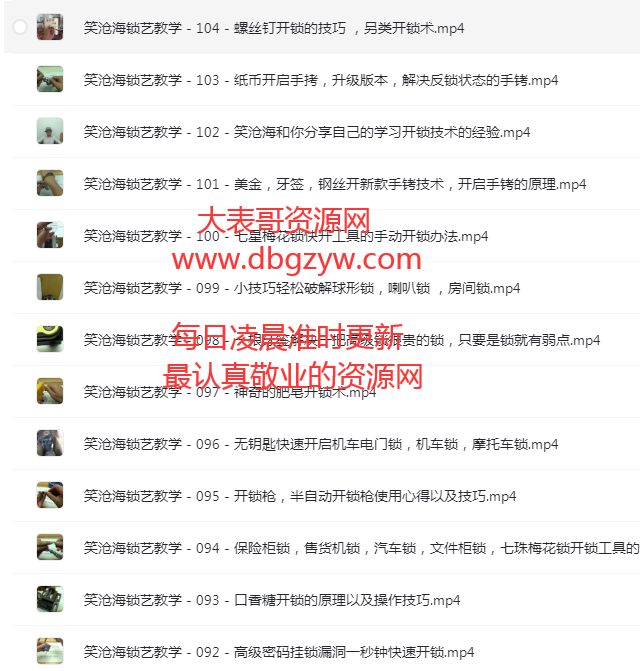 笑沧海锁艺教学 - 104 - 螺丝钉开锁的技巧 ，另类开锁术.mp4
笑沧海锁艺教学 - 103 - 纸币开启手拷，升级版本，解决反锁状态的手铐.mp4
笑沧海锁艺教学 - 102 - 笑沧海和你分享自己的学习开锁技术的经验.mp4
笑沧海锁艺教学 - 101 - 美金，牙签，钢丝开新款手铐技术，开启手铐的原理.mp4
大表哥资源网
笑沧海锁艺教学 - 100 - 七星梅花锁快开工具的手动开锁办法.mp4
www.dbgzyw.com
笑沧海锁艺教学 - 099 - 小技巧轻松破解球形锁，喇叭锁 ，房间锁.mp4
每日凌晨准时更新
笑沧海锁艺教学 - 098 - 解决一把高级锁很贵的锁，只要是锁就有弱点.mp4
最认真敬业的资源网
笑沧海锁艺教学 - 097 - 神奇的肥皂开锁术.mp4
笑沧海锁艺教学 - 096 - 无钥匙快速开启机车电门锁，机车锁，摩托车锁.mp4
笑沧海锁艺教学 - 095 - 开锁枪，半自动开锁枪使用心得以及技巧.mp4
笑沧海锁艺教学 - 094 - 保险柜锁，售货机锁，汽车锁，文件柜锁，七珠梅花锁开锁工具的
笑沧海锁艺教学 - 093 - 口香糖开锁的原理以及操作技巧.mp4
笑沧海锁艺教学 - 092 - 高级密码挂锁漏洞一秒钟快速开锁.mp4